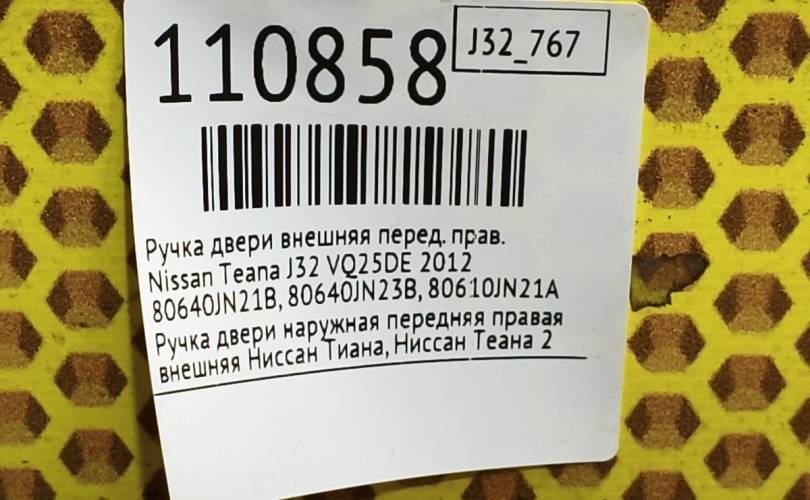 110858
J32_767
Ручка двери внешняя перед. прав.
Nissan Teana J32 VQ25DE 2012
80640JN21B, 80640JN23B, 80610JN21A
Ручка двери наружная передняя правая
внешняя Ниссан Тиана, Ниссан Теана 2